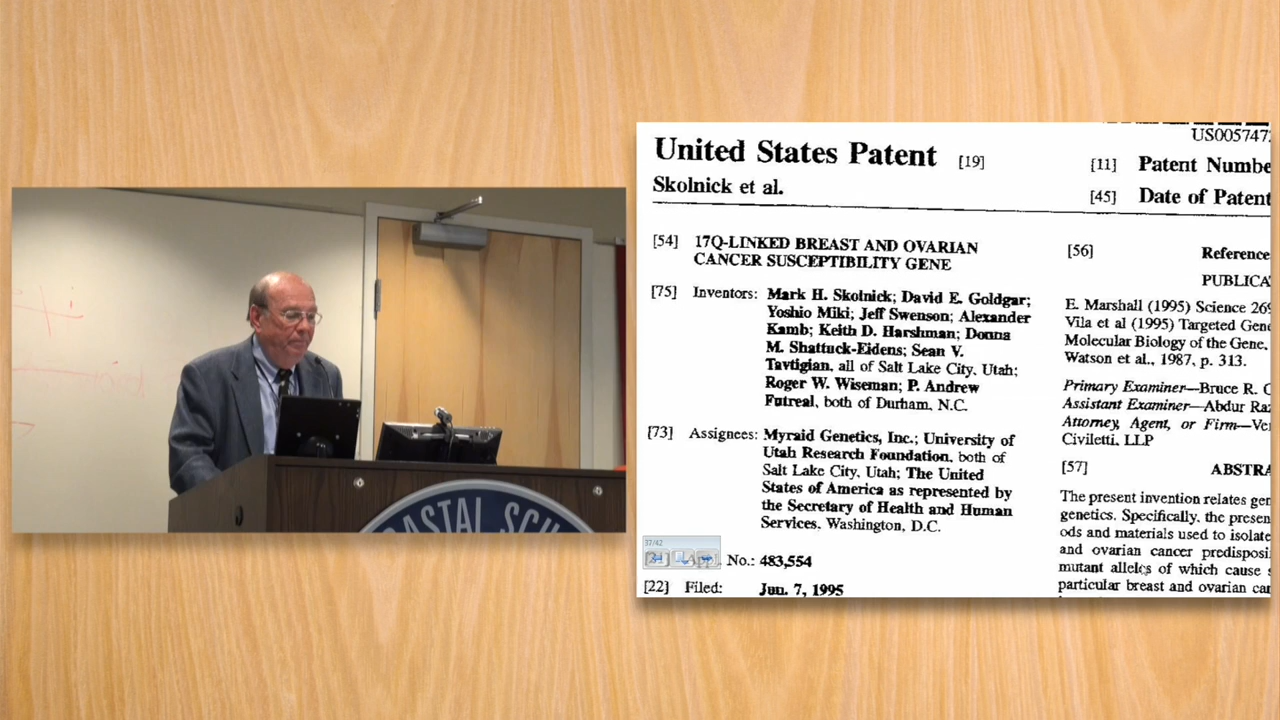 OASTAL SCI
United States Patent [19]
Skolnick et al.
[54] 17Q-LINKED BREAST AND OVARIAN
CANCER SUSCEPTIBILITY GENE
[75] Inventors: Mark H. Skolnick; David E. Goldgar;
Yoshio Miki; Jeff Swenson; Alexander
Kamb; Keith D. Harshman; Donna
M. Shattuck-Eidens; Sean V.
Tavtigian, all of Salt Lake City, Utah;
Roger W. Wiseman; P. Andrew
Futreal, both of Durham, N.C.
[73] Assignees: Myraid Genetics, Inc.; University of
Utah Research Foundation, both of
Salt Lake City, Utah; The United
States of America as represented by
the Secretary of Health and Human
Services, Washington, D.C.
37/42
[21] Appl. No.: 483,554
[22] Filed: Jun. 7, 1995
US005747
[11] Patent Numbe
[45] Date of Patent
[56] Reference
PUBLICA
E. Marshall (1995) Science 269
Vila et al (1995) Targeted Gene
Molecular Biology of the Gene,
Watson et al., 1987, p. 313.
Primary Examiner—Bruce R. C
Assistant Examiner—Abdur Raz
Attorney, Agent, or Firm—Ve
Civiletti, LLP
[57] ABSTRA
The present invention relates gen
genetics. Specifically, the presen
ods and materials used to isolate
and ovarian cancer predisposi
mutant alleles of which cause s
particular breast and ovarian can